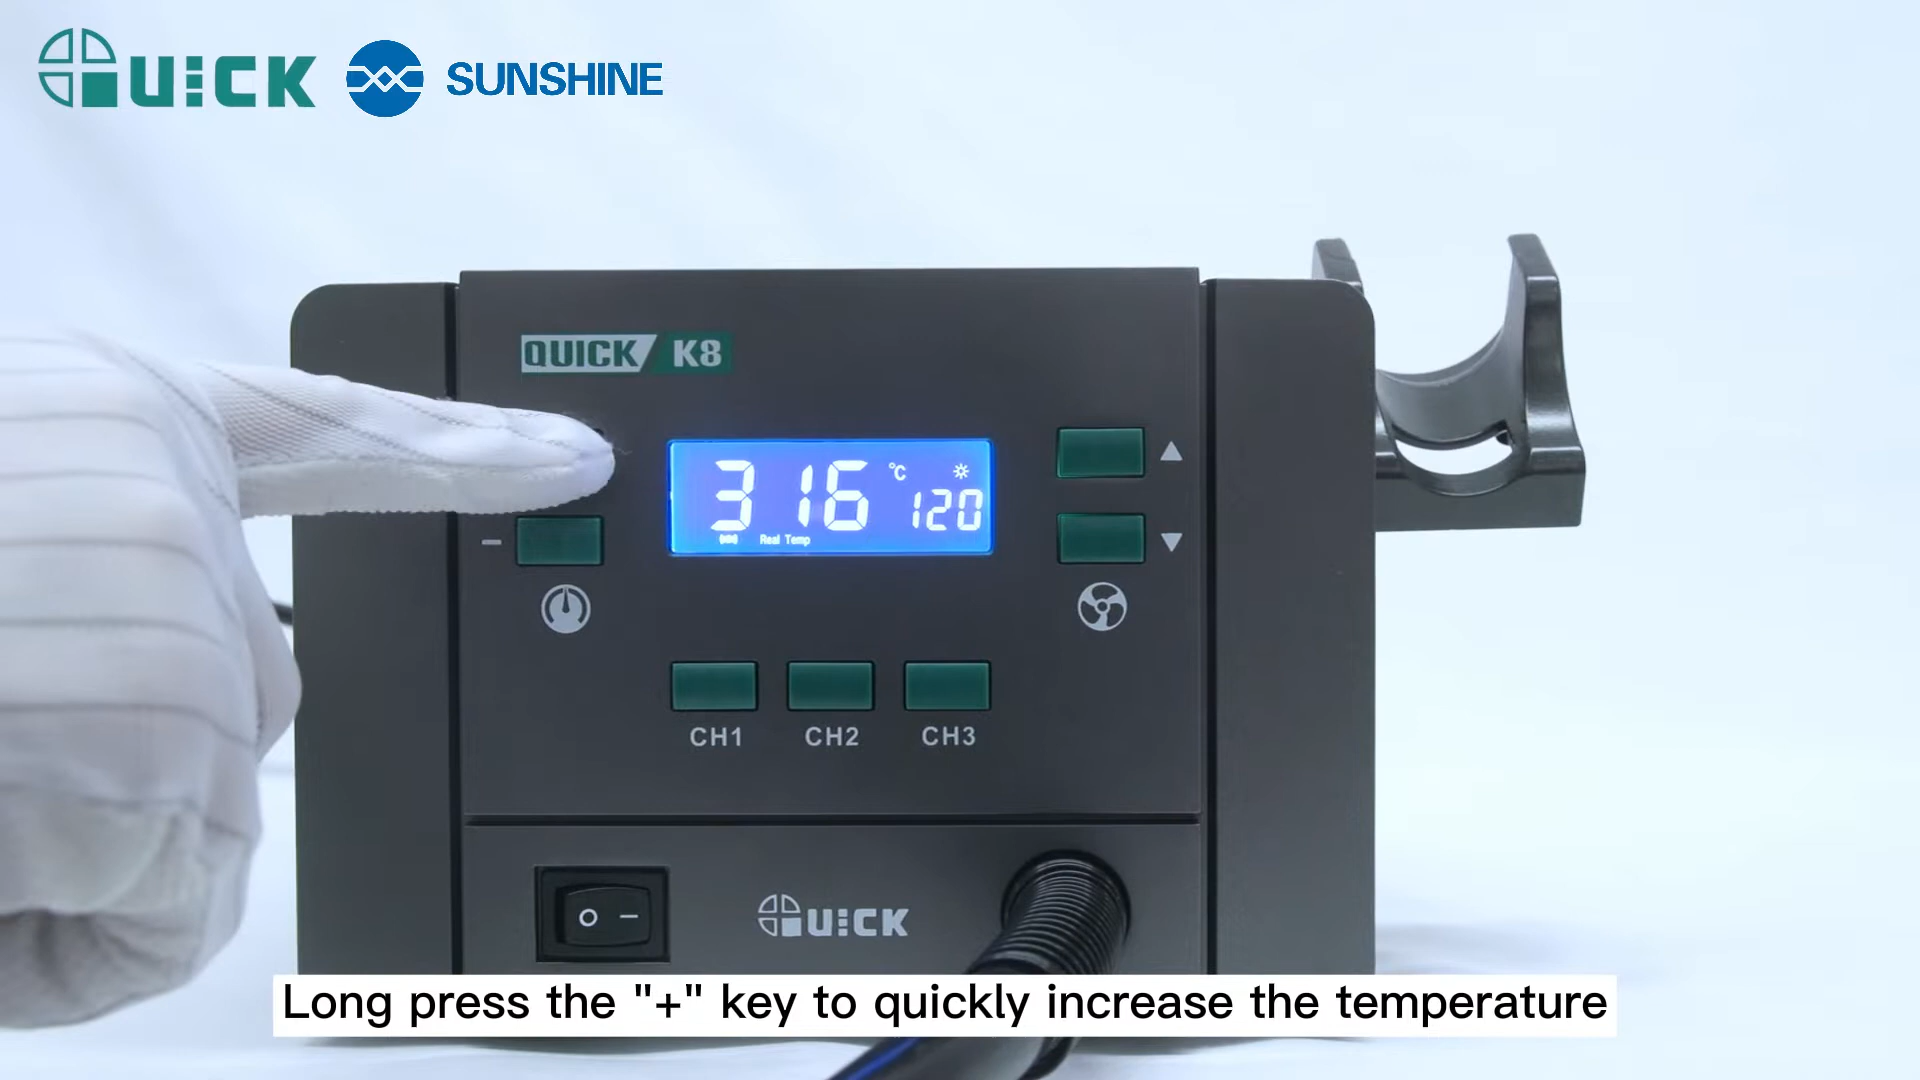 QUICK SUNSHINE
QUICK K8
316 °C
120
Real Temp
CH1 CH2 CH3
QUICK
Long press the "+" key to quickly increase the temperature